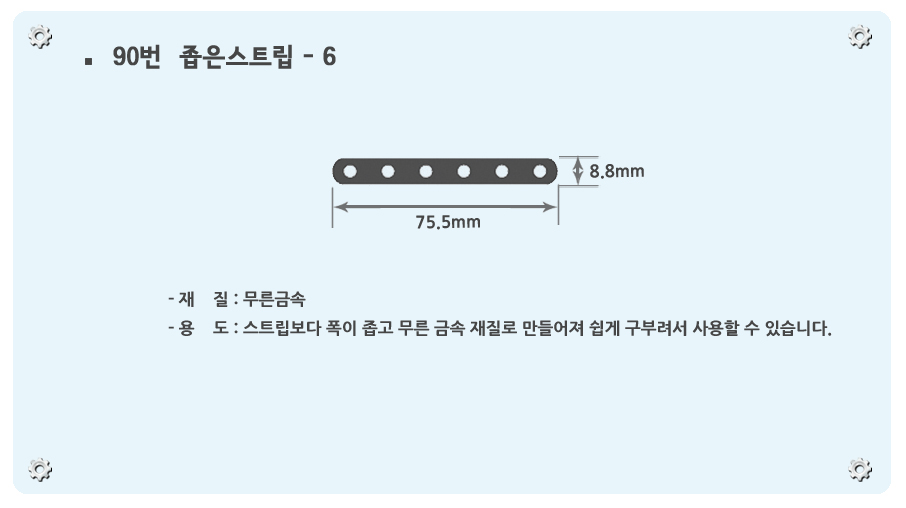 ▪ 90번 좁은스트립 - 6
8.8mm
75.5mm
- 재 질 : 무른금속
- 용 도 : 스트립보다 폭이 좁고 무른 금속 재질로 만들어져 쉽게 구부려서 사용할 수 있습니다.